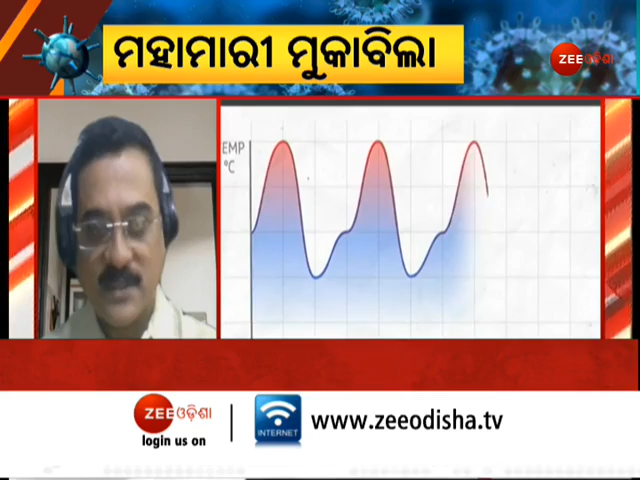 ମହାମାରୀ ମୁକାବିଲା
ZEE ଓଡ଼ିଶା
EMP
°C
ZEE ଓଡ଼ିଶା
login us on
INTERNET
www.zeeodisha.tv